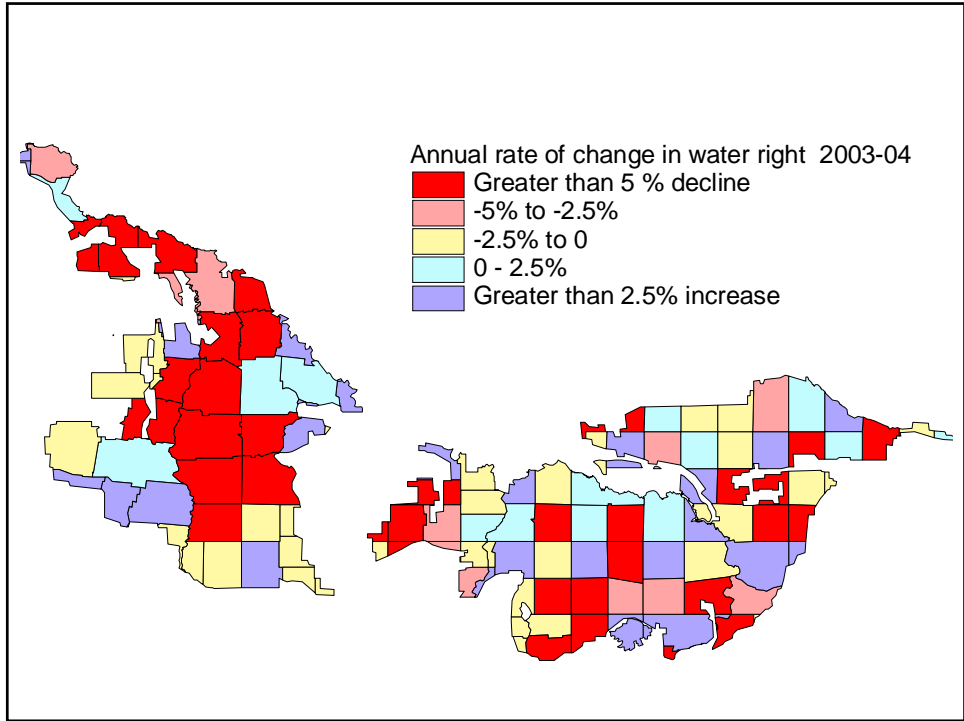 Annual rate of change in water right 2003-04
Greater than 5 % decline
-5% to -2.5%
-2.5% to 0
0 - 2.5%
Greater than 2.5% increase